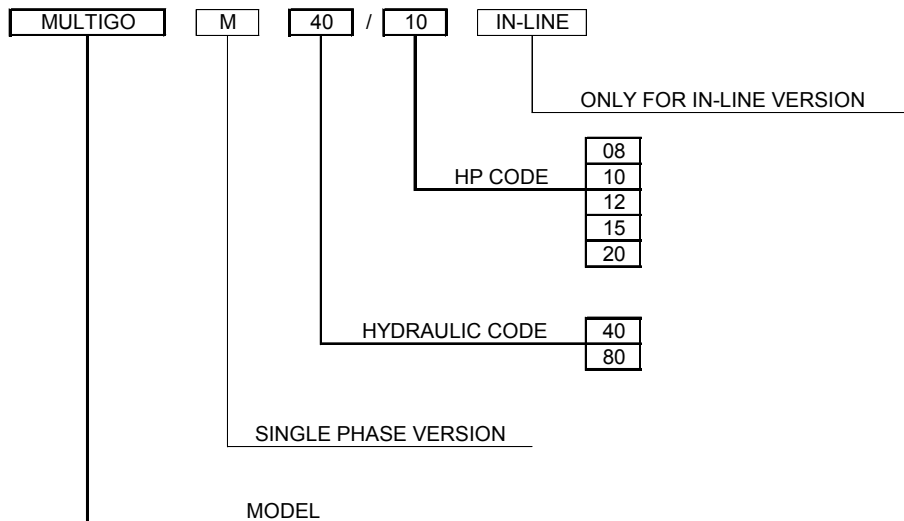 MULTIGO M 40 / 10 IN-LINE
ONLY FOR IN-LINE VERSION
08
HP CODE 10
12
15
20
HYDRAULIC CODE 40
80
SINGLE PHASE VERSION
MODEL